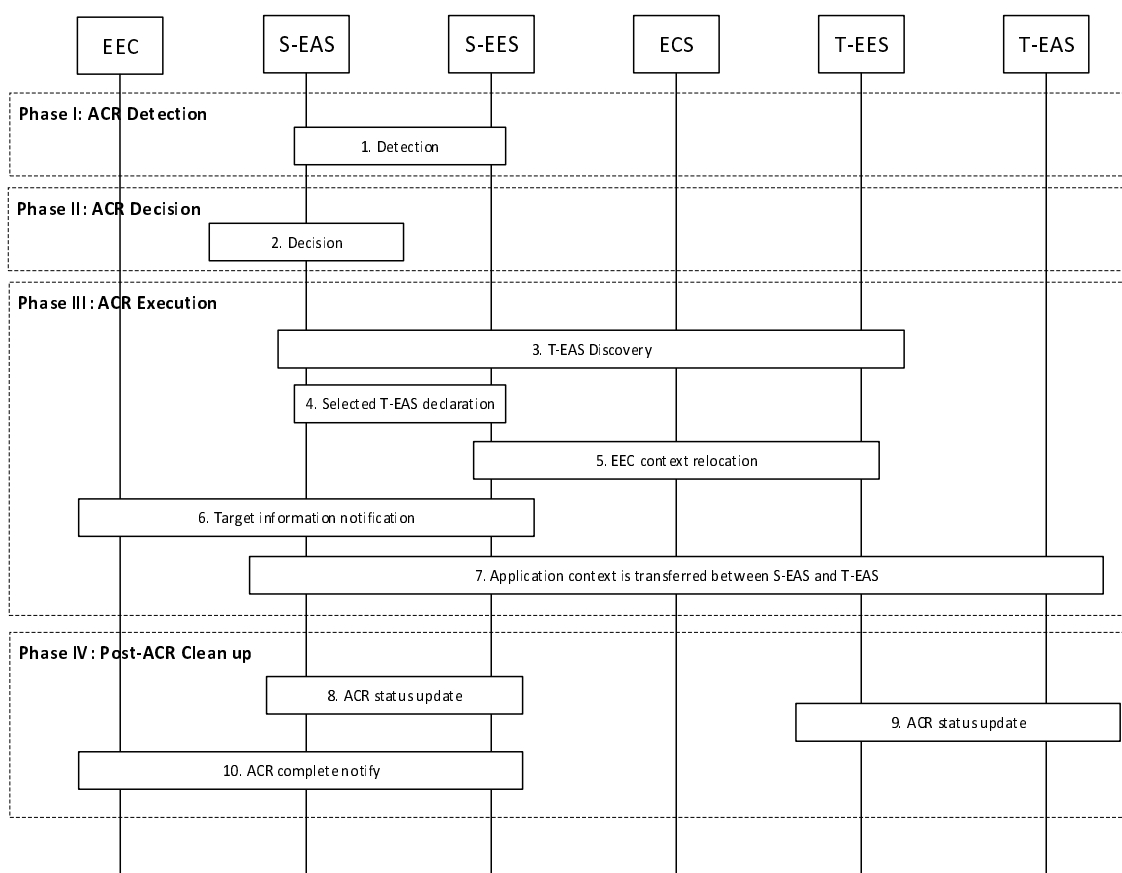 EEC
S-EAS
S-EES
ECS
T-EES
T-EAS
Phase I: ACR Detection
1. Detection
Phase II: ACR Decision
2. Decision
Phase III: ACR Execution
3. T-EAS Discovery
4. Selected T-EAS declaration
5. EEC context relocation
6. Target information notification
7. Application context is transferred between S-EAS and T-EAS
Phase IV: Post-ACR Clean up
8. ACR status update
9. ACR status update
10. ACR complete notify